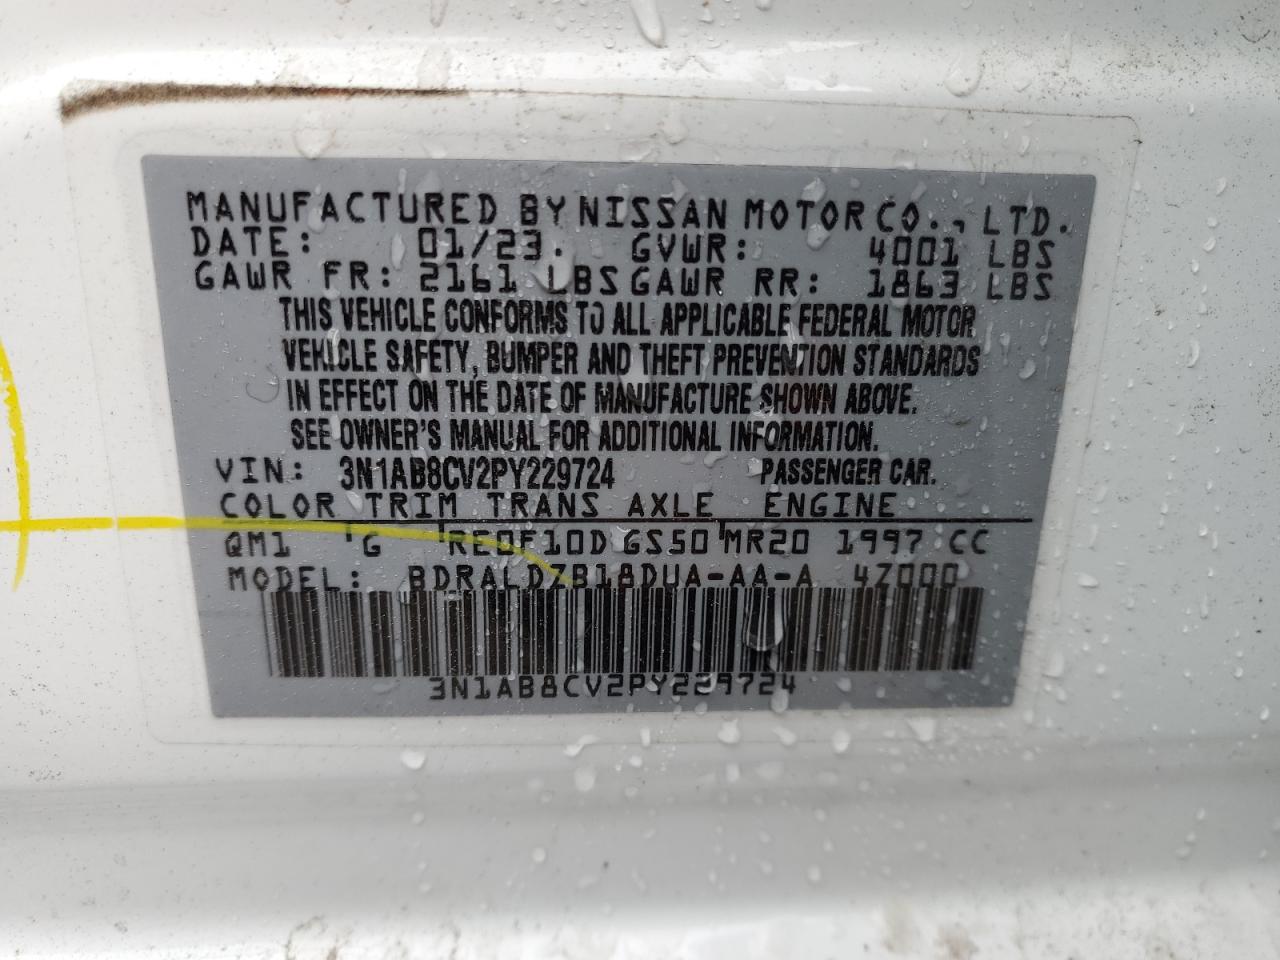 MANUFACTURED BY NISSAN MOTOR CO., LTD.
DATE: 01/23. GVWR: 4001 LBS
GAWR FR: 2161 LBS GAWR RR: 1863 LBS
THIS VEHICLE CONFORMS TO ALL APPLICABLE FEDERAL MOTOR
VEHICLE SAFETY, BUMPER AND THEFT PREVENTION STANDARDS
IN EFFECT ON THE DATE OF MANUFACTURE SHOWN ABOVE.
SEE OWNER'S MANUAL FOR ADDITIONAL INFORMATION.
VIN: 3N1AB8CV2PY229724 PASSENGER CAR.
COLOR TRIM TRANS AXLE ENGINE
QM1 G RE0F10D GS50 MR20 1997 CC
MODEL: BDRALDZB18DUA-AA-A 4Z000
3N1AB8CV2PY229724